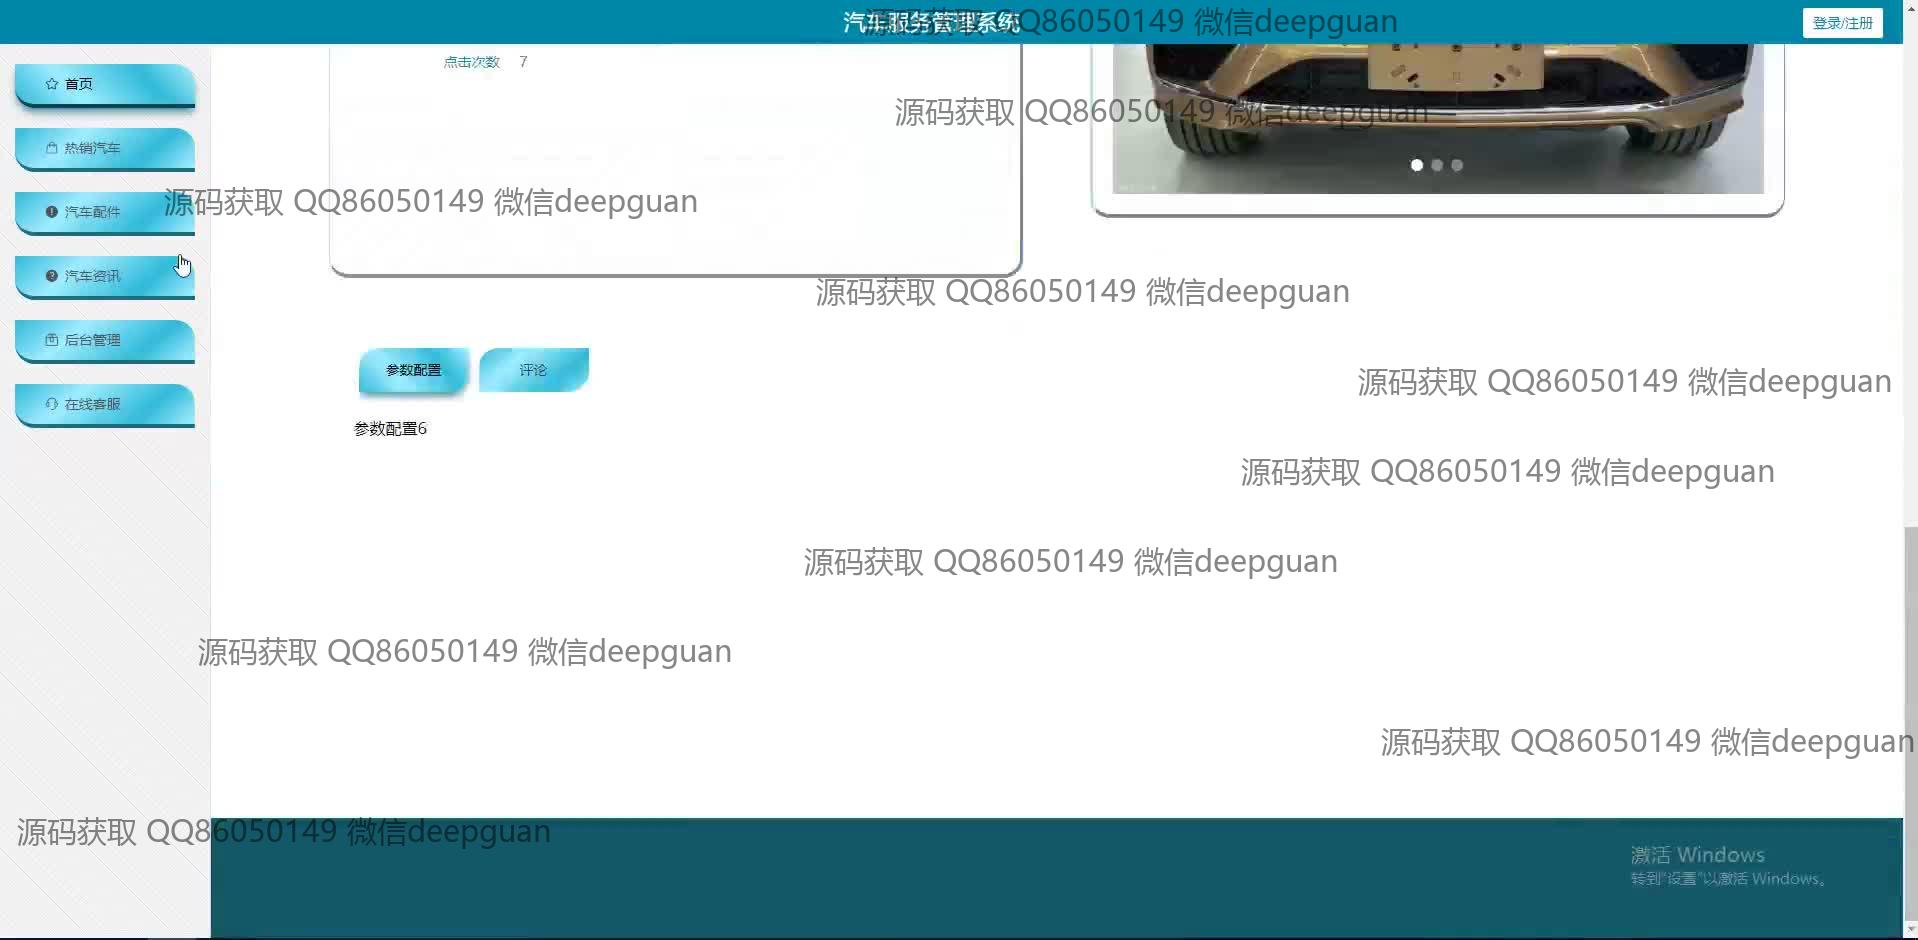 汽车服务管理系统
源码获取 QQ86050149 微信deepguan
登录/注册
点击次数 7
首页
源码获取 QQ86050149 微信deepguan
热销汽车
源码获取 QQ86050149 微信deepguan
汽车配件
汽车资讯
源码获取 QQ86050149 微信deepguan
后台管理
参数配置
评论
源码获取 QQ86050149 微信deepguan
在线客服
参数配置6
源码获取 QQ86050149 微信deepguan
源码获取 QQ86050149 微信deepguan
源码获取 QQ86050149 微信deepguan
源码获取 QQ86050149 微信deepguan
源码获取 QQ86050149 微信deepguan
激活 Windows
转到"设置"以激活 Windows。